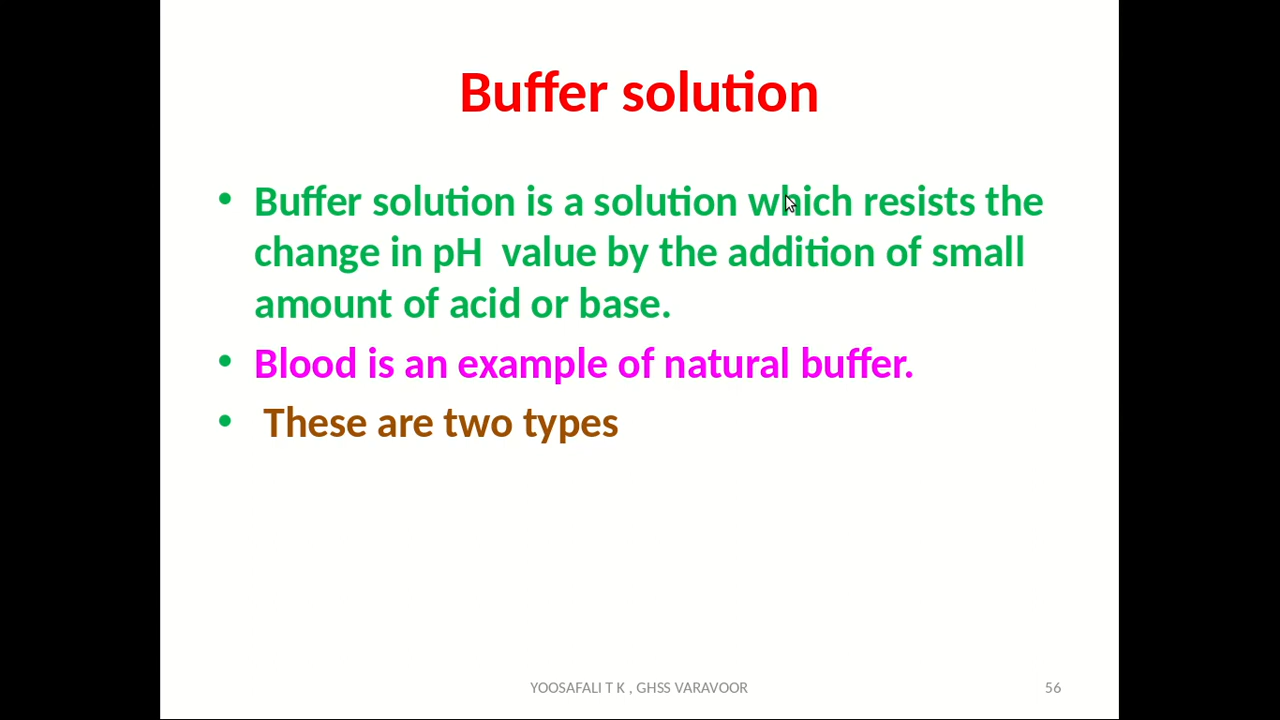 Buffer solution
• Buffer solution is a solution which resists the
change in pH  value by the addition of small
amount of acid or base.
• Blood is an example of natural buffer.
•  These are two types
YOOSAFALI T K , GHSS VARAVOOR
56